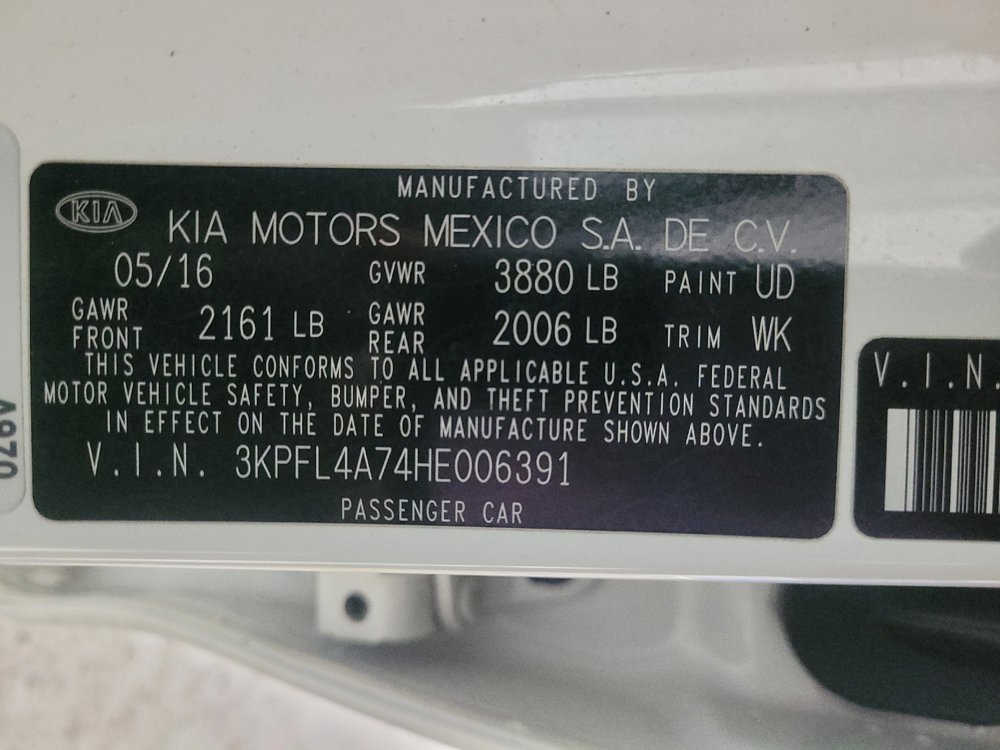 MANUFACTURED BY
KIA
KIA MOTORS MEXICO S.A. DE C.V.
05/16 GVWR 3880 LB PAINT UD
GAWR FRONT 2161 LB GAWR REAR 2006 LB TRIM WK
THIS VEHICLE CONFORMS TO ALL APPLICABLE U.S.A. FEDERAL
MOTOR VEHICLE SAFETY, BUMPER, AND THEFT PREVENTION STANDARDS
IN EFFECT ON THE DATE OF MANUFACTURE SHOWN ABOVE.
V.I.N. 3KPFL4A74HE006391
PASSENGER CAR
V.I.N.